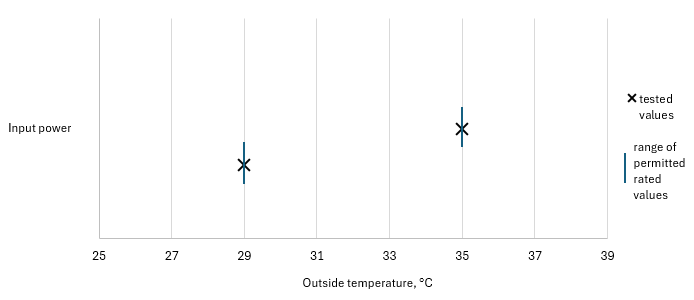 tested
values
Input power
range of
permitted
rated
values
25 27 29 31 33 35 37 39
Outside temperature, °C